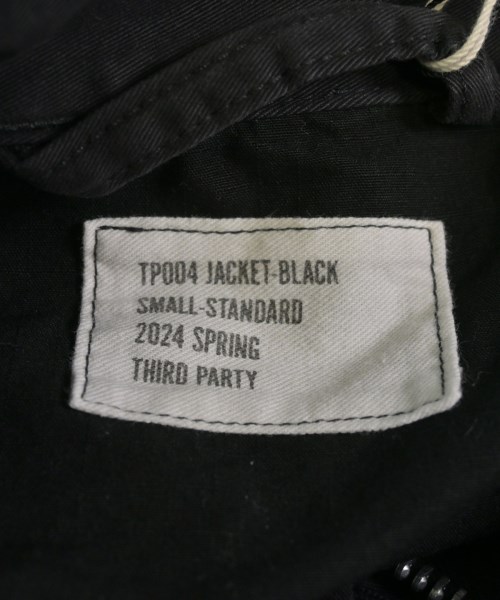 TP004 JACKET-BLACK
SMALL-STANDARD
2024 SPRING
THIRD PARTY